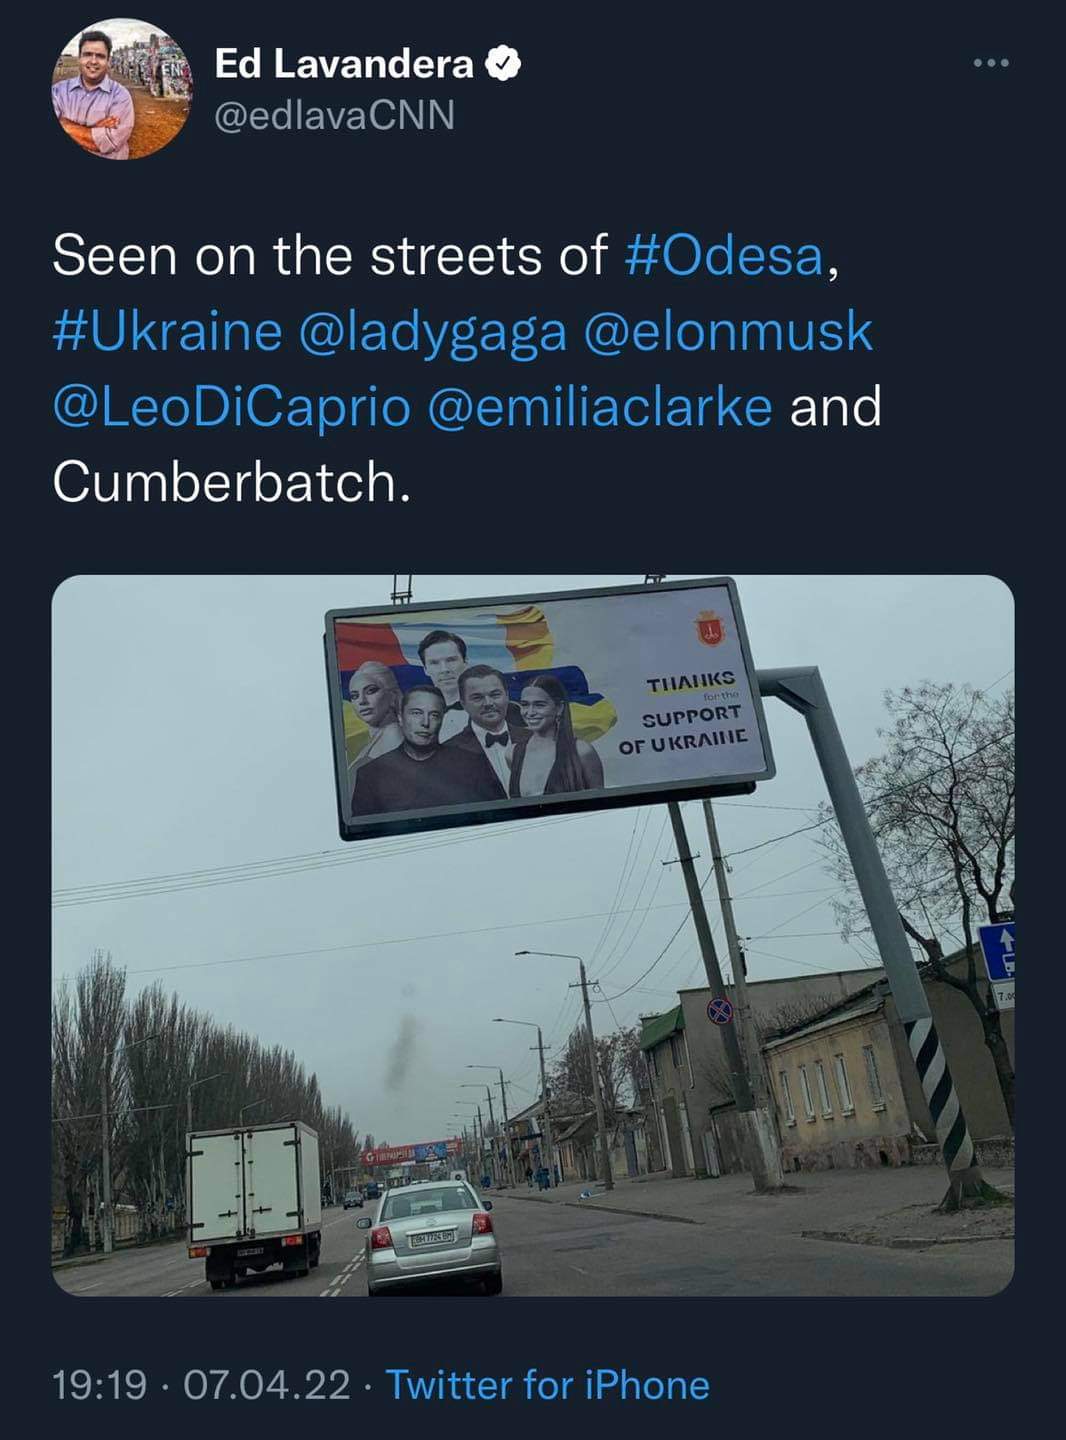 Ed Lavandera
@edlavaCNN
Seen on the streets of #Odesa,
#Ukraine @ladygaga @elonmusk
@LeoDiCaprio @emiliaclarke and
Cumberbatch.
THANKS
for the
SUPPORT
OF UKRAINE
19:19 · 07.04.22 · Twitter for iPhone